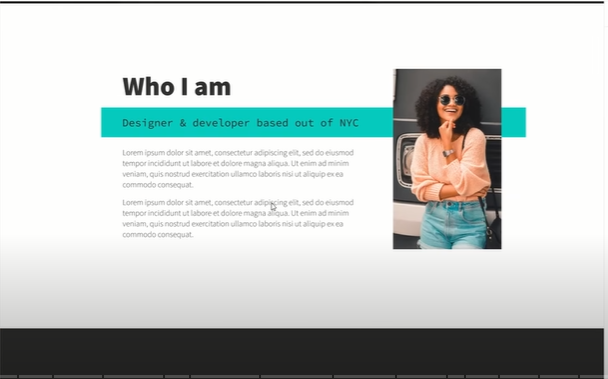 Who I am
Designer & developer based out of NYC
Lorem ipsum dolor sit amet, consectetur adipiscing elit, sed do eiusmod
tempor incididunt ut labore et dolore magna aliqua. Ut enim ad minim
veniam, quis nostrud exercitation ullamco laboris nisi ut aliquip ex ea
commodo consequat.
Lorem ipsum dolor sit amet, consectetur adipiscing elit, sed do eiusmod
tempor incididunt ut labore et dolore magna aliqua. Ut enim ad minim
veniam, quis nostrud exercitation ullamco laboris nisi ut aliquip ex ea
commodo consequat.